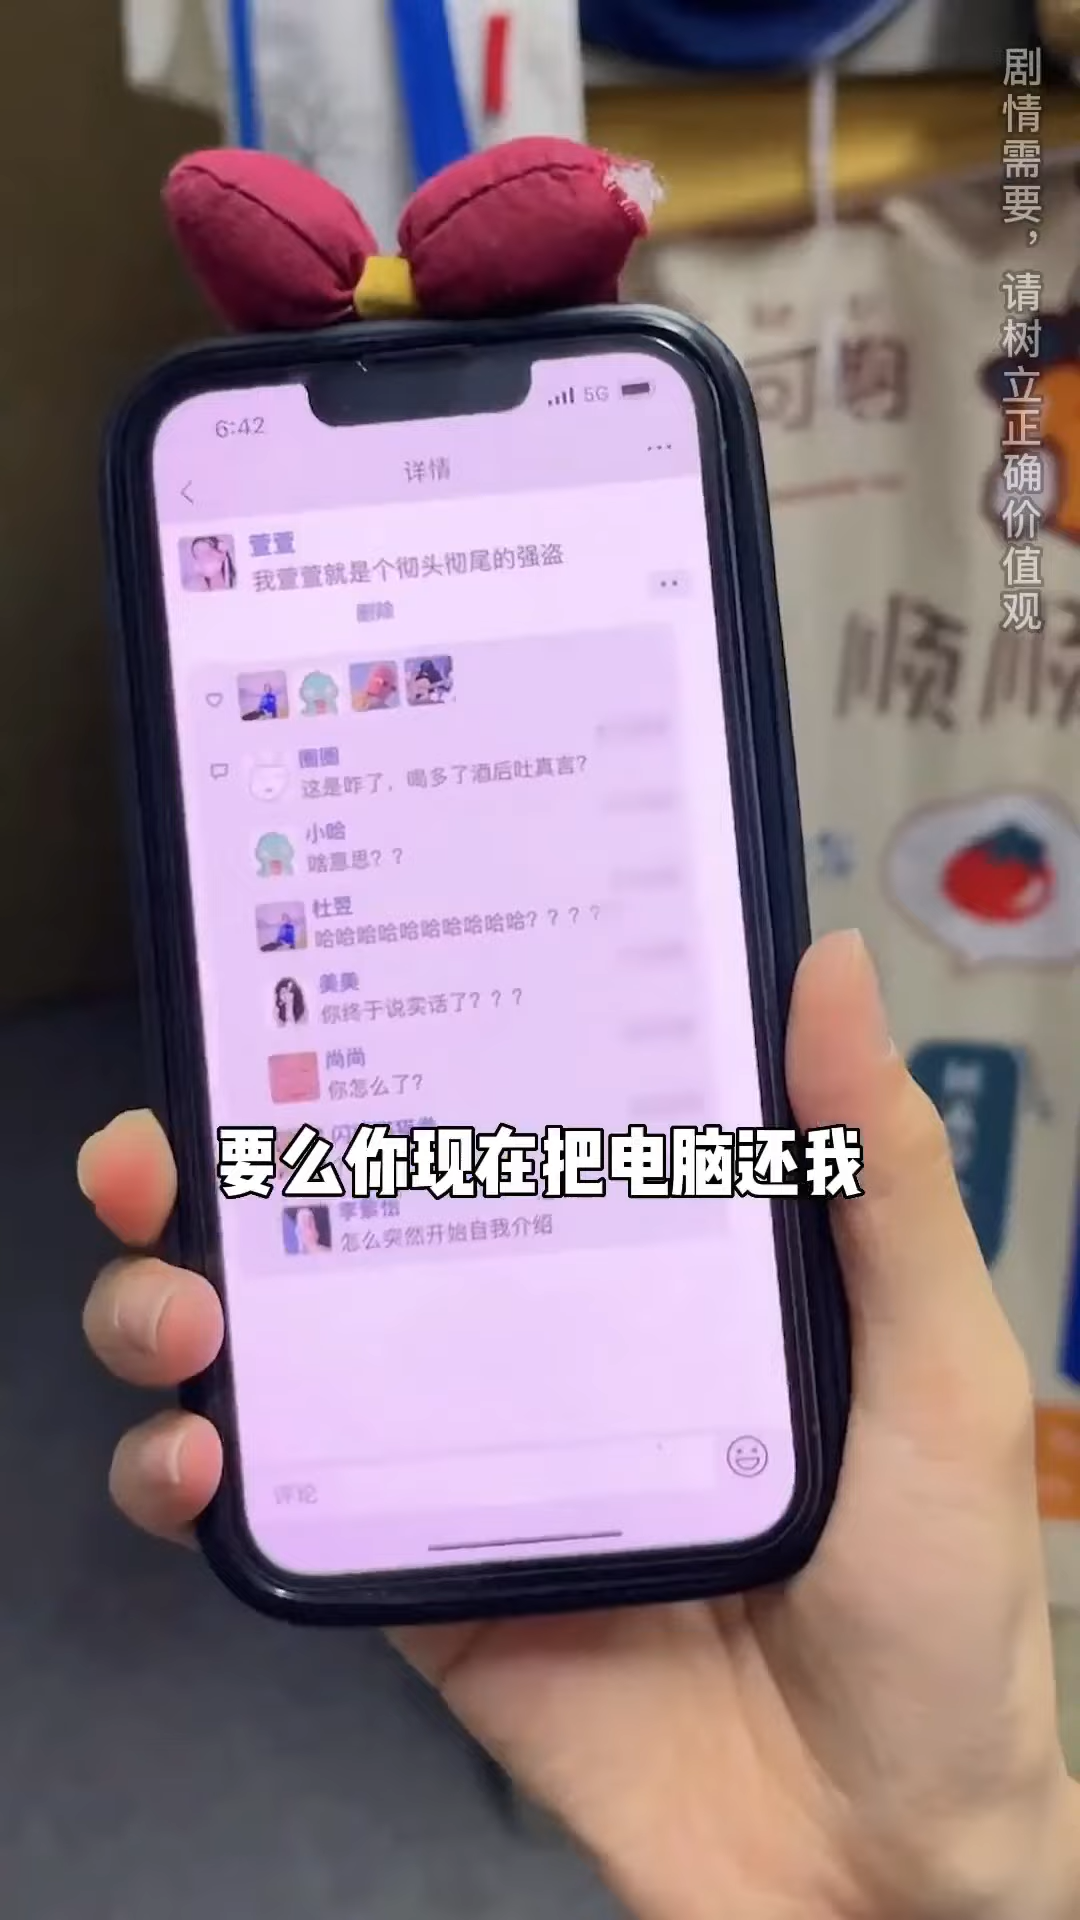 剧情需要，请树立正确价值观
可
顺顺
6:42
5G
详情
萱萱
我萱萱就是个彻头彻尾的强盗
删除
圈圈
这是咋了，喝多了酒后吐真言？
小哈
啥意思？？
杜翌
哈哈哈哈哈哈哈哈哈哈？？？？
美美
你终于说实话了？？？
尚尚
你怎么了？
要么你现在把电脑还我
怎么突然开始自我介绍
评论